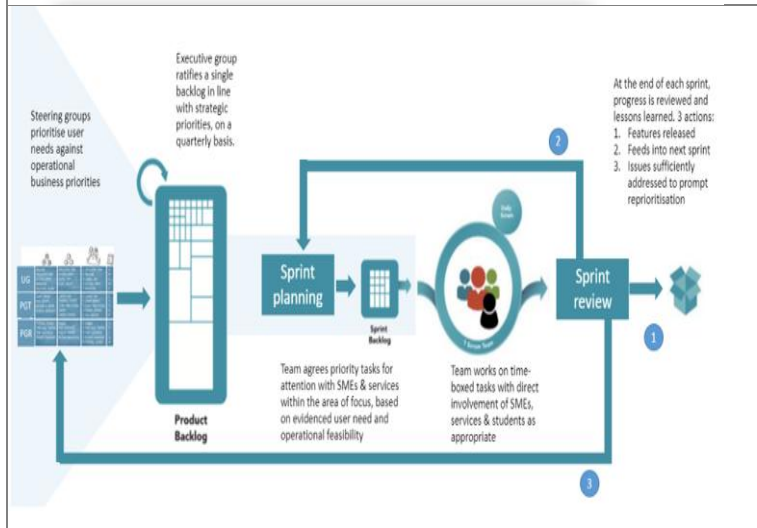 Steering groups
prioritise user
needs against
operational
business priorities
Executive group
ratifies a single
backlog in line
with strategic
priorities, on a
quarterly basis.
At the end of each sprint,
progress is reviewed and
lessons learned. 3 actions:
1. Features released
2. Feeds into next sprint
3. Issues sufficiently
addressed to prompt
reprioritisation
2
UG
PGT
PGR
Product
Backlog
Sprint
planning
Sprint
Backlog
Team agrees priority tasks for
attention with SMEs & services
within the area of focus, based
on evidenced user need and
operational feasibility
Team works on time-
boxed tasks with direct
involvement of SMEs,
services & students as
appropriate
Sprint
review
1
3